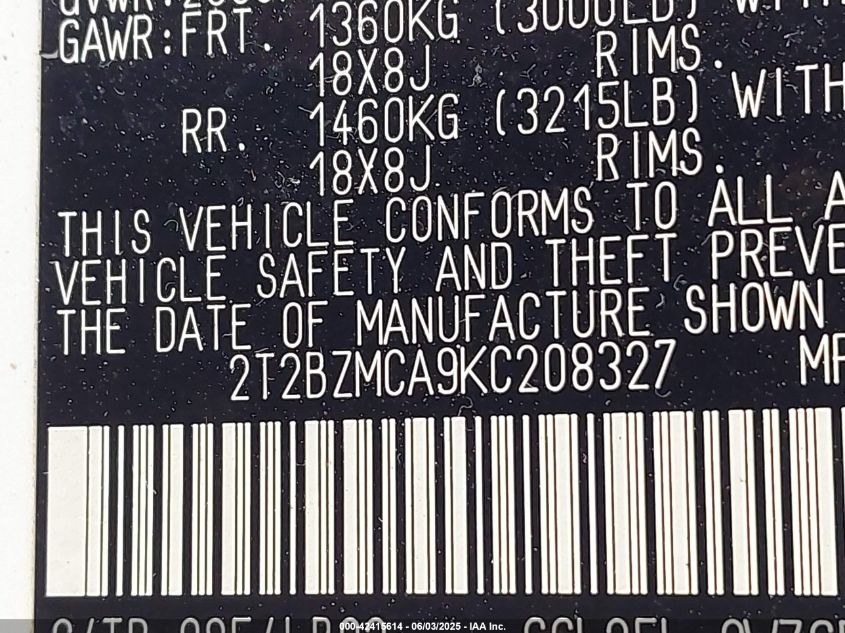 GAWR:FRT. 1360KG (3000LB)
18X8J RIMS.
RR. 1460KG (3215LB) WITH
18X8J RIMS.
THIS VEHICLE CONFORMS TO ALL A
VEHICLE SAFETY AND THEFT PREVE
THE DATE OF MANUFACTURE SHOWN
2T2BZMCA9KC208327 MP
000-42415614 - 06/03/2025 - IAA Inc.